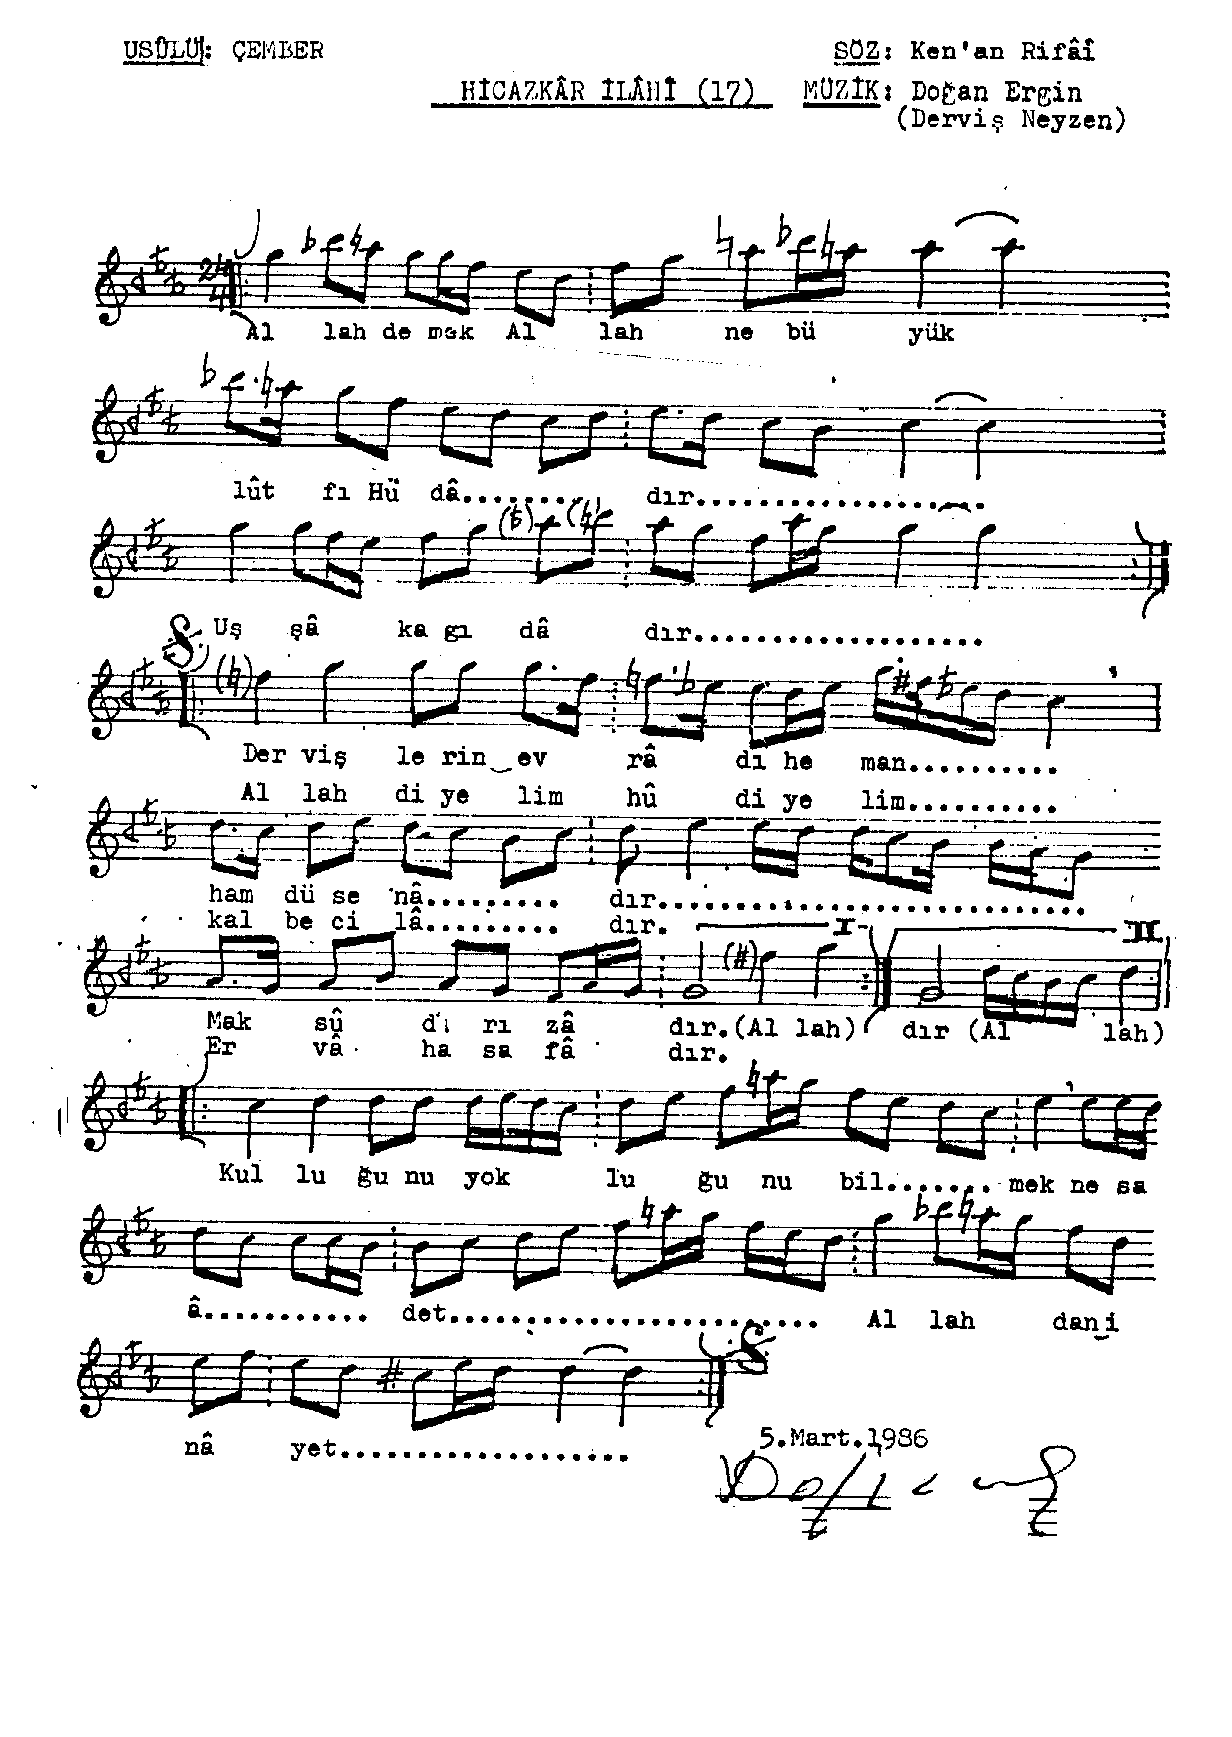 USÛLÜ: ÇEMBER
SÖZ: Ken'an Rifâî
HİCAZKÂR İLÂHÎ (17)
MÜZİK: Doğan Ergin
(Derviş Neyzen)
24
4
Al lah de mek Al lah ne bü yük
lût fı Hü dâ........ dır..................
Uş şâ ka gı dâ dır...................
Der viş le rin ev râ dı he man..........
Al lah di ye lim hû di ye lim..........
ham dü se nâ......... dır............................
kal be ci lâ......... dır.
I II
Mak sû dı rı zâ dır.(Al lah) dır (Al lah)
Er vâ ha sa fâ dır.
Kul lu ğu nu yok lu ğu nu bil....... mek ne sa
â........... det........................ Al lah dan i
nâ yet...................
5.Mart.1986